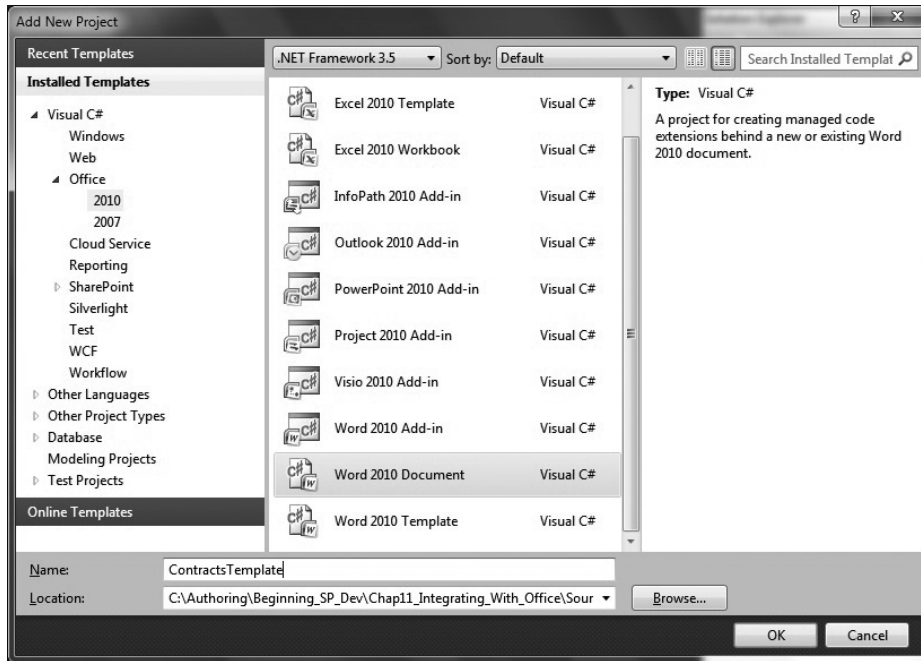 Add New Project
Recent Templates
Installed Templates
Visual C#
Windows
Web
Office
2010
2007
Cloud Service
Reporting
SharePoint
Silverlight
Test
WCF
Workflow
Other Languages
Other Project Types
Database
Modeling Projects
Test Projects
Online Templates
.NET Framework 3.5 Sort by: Default Search Installed Templat
Excel 2010 Template Visual C#
Excel 2010 Workbook Visual C#
InfoPath 2010 Add-in Visual C#
Outlook 2010 Add-in Visual C#
PowerPoint 2010 Add-in Visual C#
Project 2010 Add-in Visual C#
Visio 2010 Add-in Visual C#
Word 2010 Add-in Visual C#
Word 2010 Document Visual C#
Word 2010 Template Visual C#
Type: Visual C#
A project for creating managed code
extensions behind a new or existing Word
2010 document.
Name: ContractsTemplate
Location: C:\Authoring\Beginning_SP_Dev\Chap11_Integrating_With_Office\Sour Browse...
OK Cancel